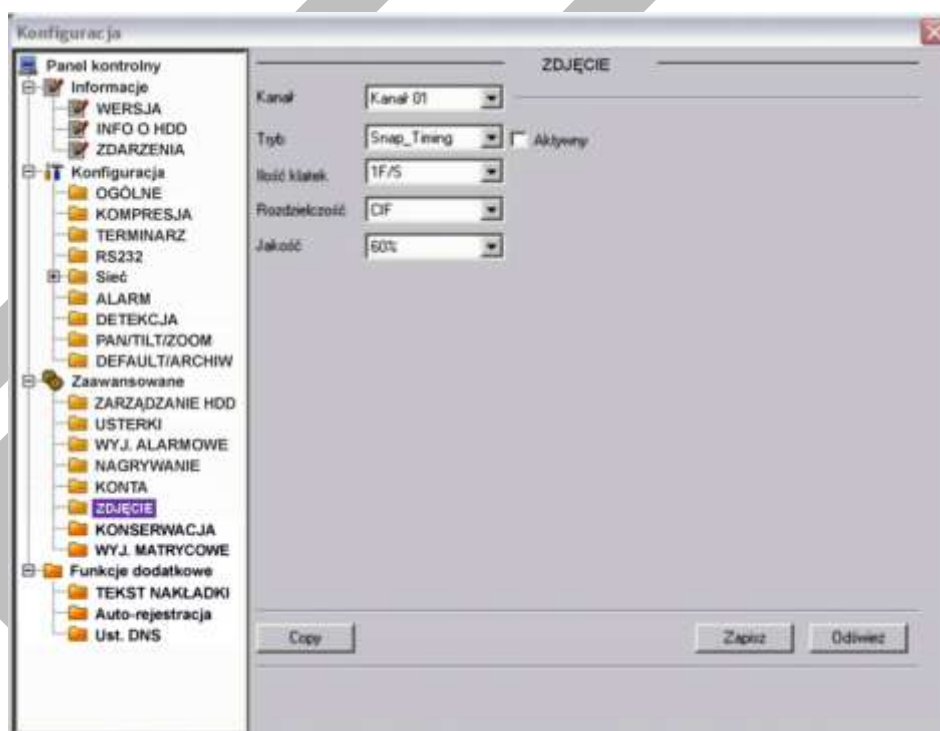 Konfiguracja
Panel kontrolny
Informacje
WERSJA
INFO O HDD
ZDARZENIA
Konfiguracja
OGÓLNE
KOMPRESJA
TERMINARZ
RS232
Sieć
ALARM
DETEKCJA
PAN/TILT/ZOOM
DEFAULT/ARCHIW
Zaawansowane
ZARZĄDZANIE HDD
USTERKI
WYJ. ALARMOWE
NAGRYWANIE
KONTA
ZDJĘCIE
KONSERWACJA
WYJ. MATRYCOWE
Funkcje dodatkowe
TEKST NAKŁADKI
Auto-rejestracja
Ust. DNS
ZDJĘCIE
Kanał Kanał 01
Tryb Snap_Timing Aktywny
Ilość klatek 1F/S
Rozdzielczość CIF
Jakość 60%
Copy Zapisz Odśwież